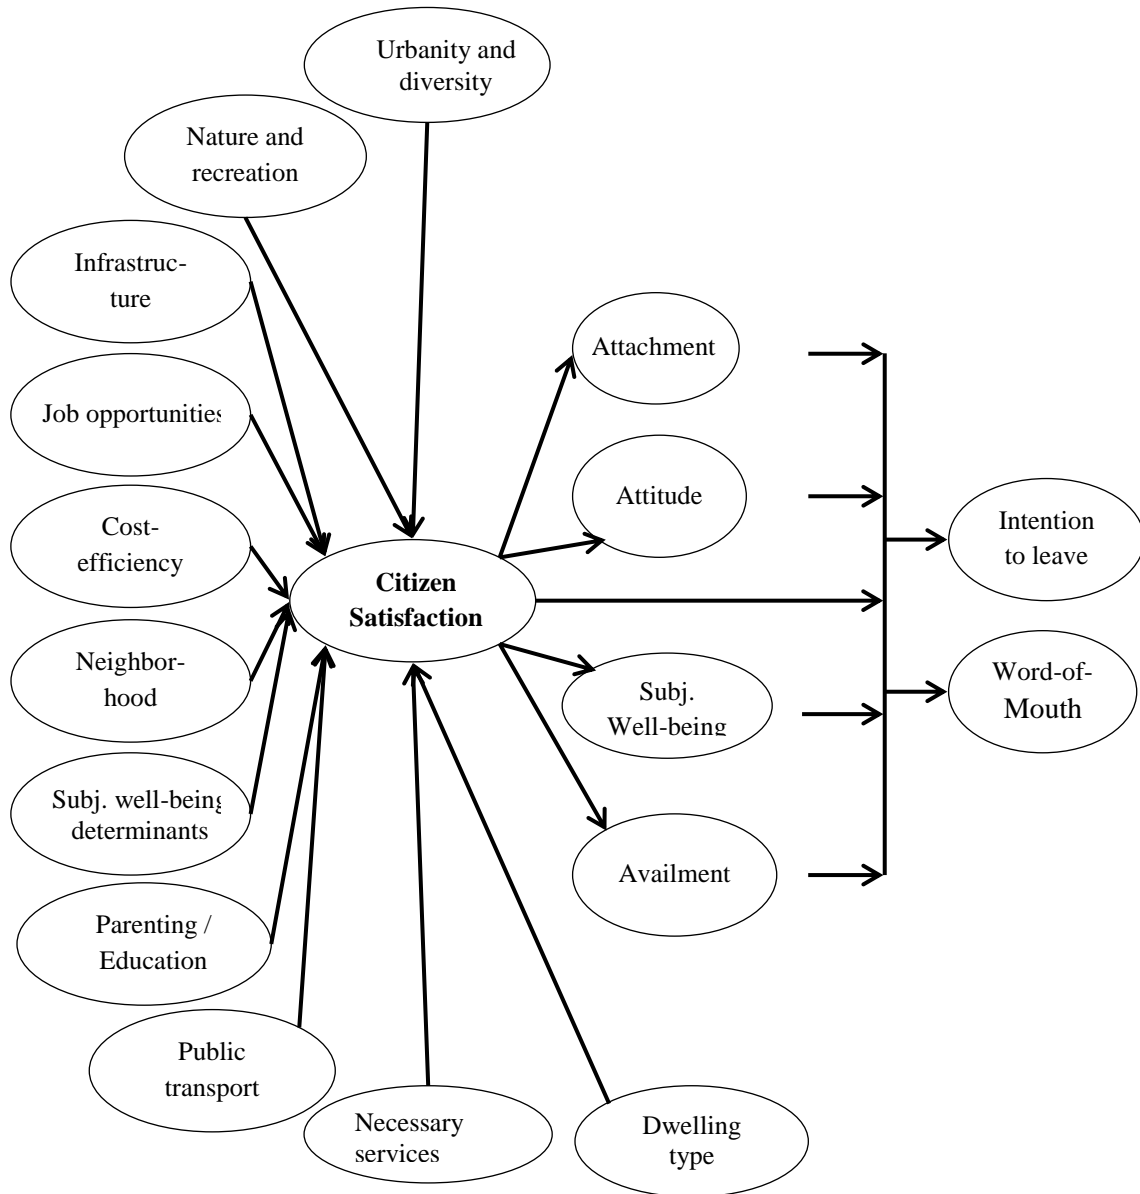 Urbanity and
diversity
Nature and
recreation
Infrastruc-
ture
Job opportunities
Cost-
efficiency
Neighbor-
hood
Subj. well-being
determinants
Parenting /
Education
Public
transport
Necessary
services
Dwelling
type
Citizen
Satisfaction
Attachment
Attitude
Subj.
Well-being
Availment
Intention
to leave
Word-of-
Mouth